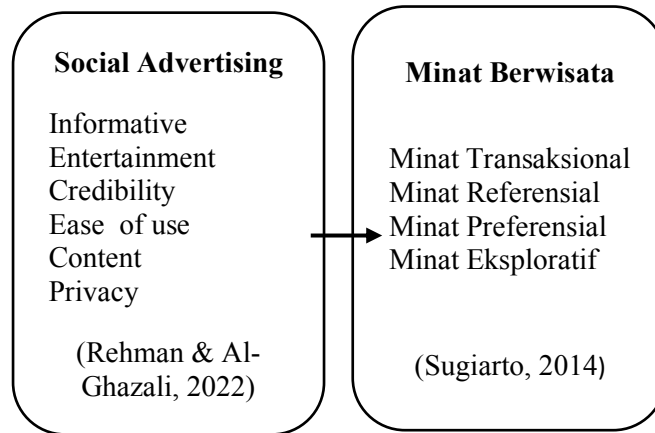 Social Advertising
Informative
Entertainment
Credibility
Ease of use
Content
Privacy
(Rehman & Al-
Ghazali, 2022)
Minat Berwisata
Minat Transaksional
Minat Referensial
Minat Preferensial
Minat Eksploratif
(Sugiarto, 2014)